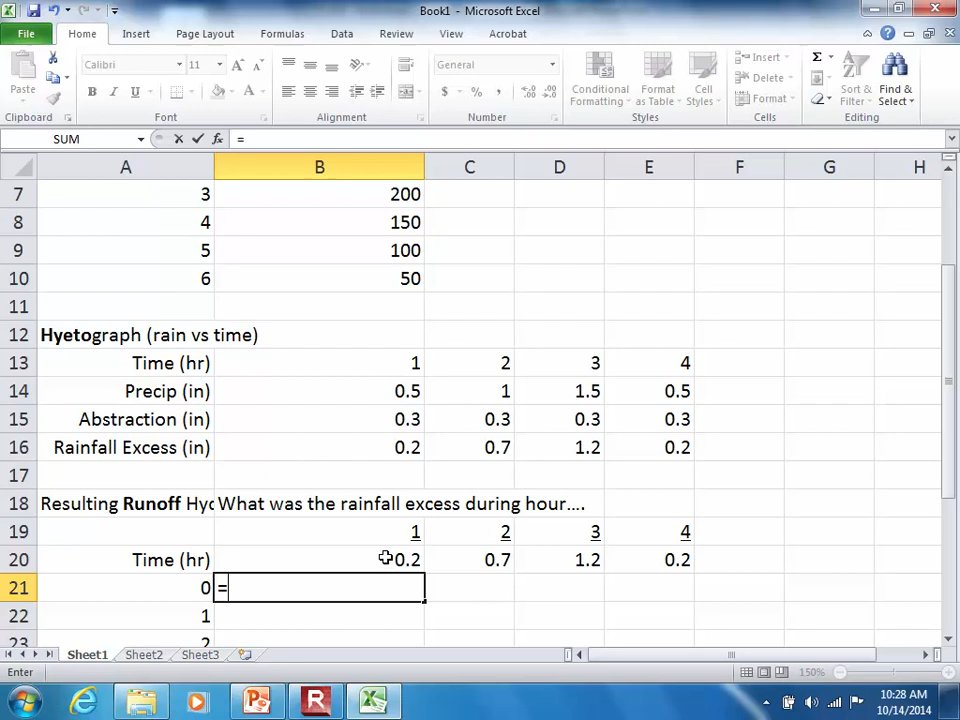 Book1 - Microsoft Excel
File Home Insert Page Layout Formulas Data Review View Acrobat
Calibri 11 General Insert
Paste B I U Conditional Formatting Format as Table Cell Styles Delete Format Sort & Filter Find & Select
Clipboard Font Alignment Number Styles Cells Editing
SUM fx =
A B C D E F G H
7 3 200
8 4 150
9 5 100
10 6 50
11
12 Hyetograph (rain vs time)
13 Time (hr) 1 2 3 4
14 Precip (in) 0.5 1 1.5 0.5
15 Abstraction (in) 0.3 0.3 0.3 0.3
16 Rainfall Excess (in) 0.2 0.7 1.2 0.2
17
18 Resulting Runoff Hyd What was the rainfall excess during hour....
19 1 2 3 4
20 Time (hr) 0.2 0.7 1.2 0.2
21 0 =
22 1
23 2
Sheet1 Sheet2 Sheet3
Enter 150%
10:28 AM
10/14/2014